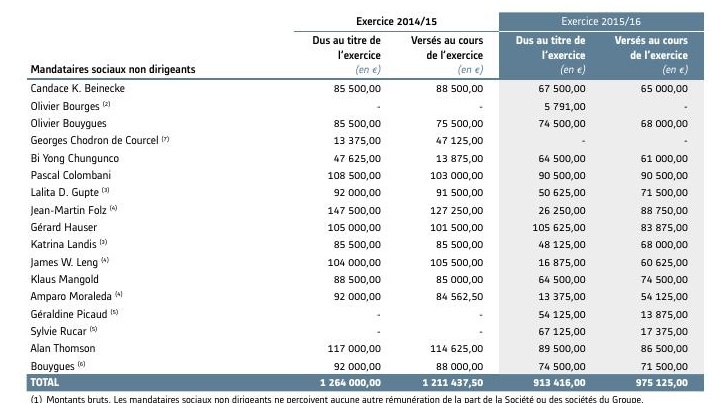 Exercice 2014/15 Exercice 2015/16
Dus au titre de Versés au cours Dus au titre de Versés au cours
l'exercice de l'exercice l'exercice de l'exercice
Mandataires sociaux non dirigeants (en €) (en €) (en €) (en €)
Candace K. Beinecke 85 500,00 88 500,00 67 500,00 65 000,00
Olivier Bourges (2) - - 5 791,00 -
Olivier Bouygues 85 500,00 75 500,00 74 500,00 68 000,00
Georges Chodron de Courcel (7) 13 375,00 47 125,00 - -
Bi Yong Chungunco 47 625,00 13 875,00 64 500,00 61 000,00
Pascal Colombani 108 500,00 103 000,00 90 500,00 90 500,00
Lalita D. Gupte (3) 92 000,00 91 500,00 50 625,00 71 500,00
Jean-Martin Folz (4) 147 500,00 127 250,00 26 250,00 88 750,00
Gérard Hauser 105 000,00 101 500,00 105 625,00 83 875,00
Katrina Landis (3) 85 500,00 85 500,00 48 125,00 68 000,00
James W. Leng (4) 104 000,00 105 500,00 16 875,00 60 625,00
Klaus Mangold 88 500,00 85 000,00 64 500,00 74 500,00
Amparo Moraleda (4) 92 000,00 84 562,50 13 375,00 54 125,00
Géraldine Picaud (5) - - 54 125,00 13 875,00
Sylvie Rucar (5) - - 67 125,00 17 375,00
Alan Thomson 117 000,00 114 625,00 89 500,00 86 500,00
Bouygues (6) 92 000,00 88 000,00 74 500,00 71 500,00
TOTAL 1 264 000,00 1 211 437,50 913 416,00 975 125,00
(1) Montants bruts. Les mandataires sociaux non dirigeants ne perçoivent aucune autre rémunération de la part de la Société ou des sociétés du Groupe.